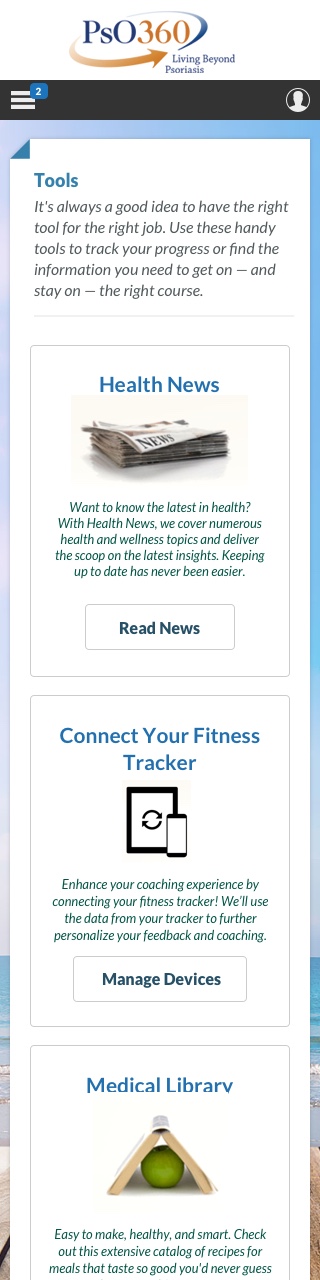 PsO360
Living Beyond
Psoriasis
2
Tools
It's always a good idea to have the right
tool for the right job. Use these handy
tools to track your progress or find the
information you need to get on — and
stay on — the right course.
Health News
NEWS
Want to know the latest in health?
With Health News, we cover numerous
health and wellness topics and deliver
the scoop on the latest insights. Keeping
up to date has never been easier.
Read News
Connect Your Fitness
Tracker
Enhance your coaching experience by
connecting your fitness tracker! We'll use
the data from your tracker to further
personalize your feedback and coaching.
Manage Devices
Medical Library
Easy to make, healthy, and smart. Check
out this extensive catalog of recipes for
meals that taste so good you'd never guess